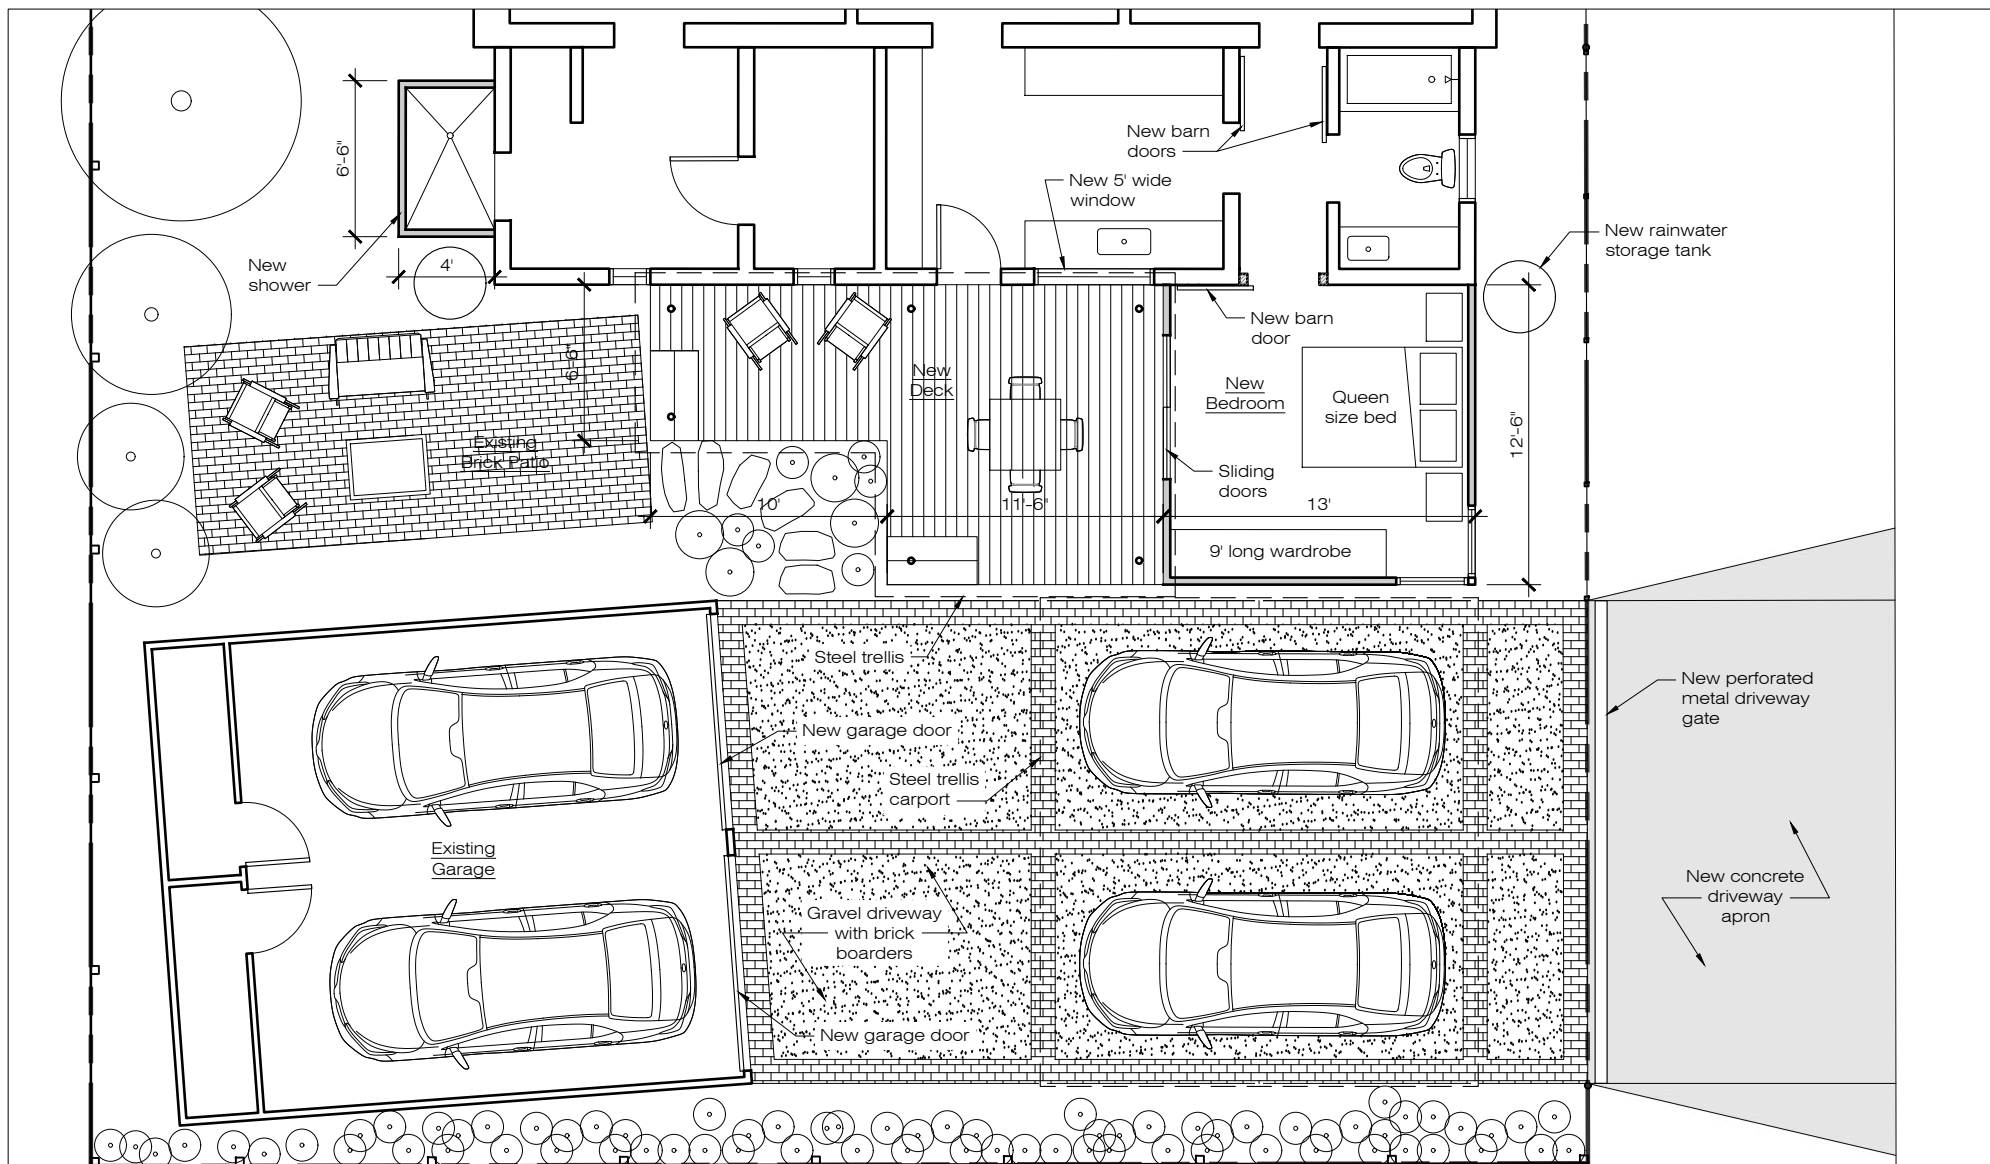 New barn
doors
6'-6"
New 5' wide
window
New rainwater
storage tank
New
shower
4'
New barn
door
6'-6"
New
Deck
New
Bedroom
Queen
size bed
12'-6"
Existing
Brick Patio
Sliding
doors
10'
11'-6"
13'
9' long wardrobe
Steel trellis
New perforated
metal driveway
gate
New garage door
Steel trellis
carport
Existing
Garage
New concrete
driveway
apron
Gravel driveway
with brick
boarders
New garage door